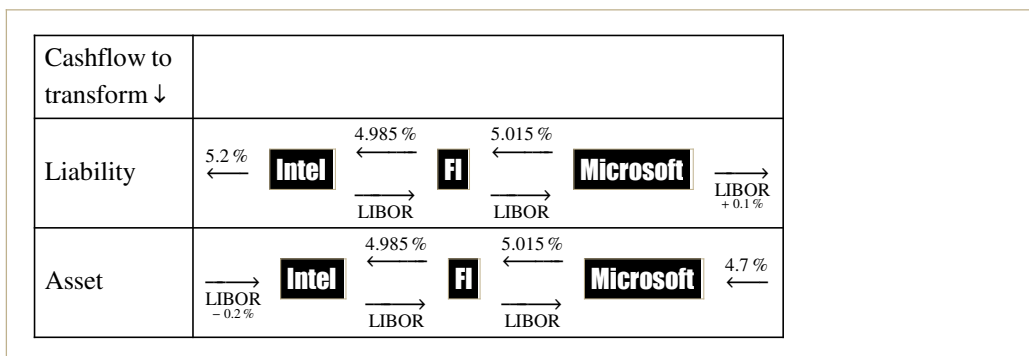 Cashflow to
transform ↓
4.985 % 5.015 %
Liability 5.2 % Intel FI Microsoft
LIBOR LIBOR LIBOR
+ 0.1 %
4.985 % 5.015 %
Asset Intel FI Microsoft 4.7 %
LIBOR LIBOR LIBOR
− 0.2 %